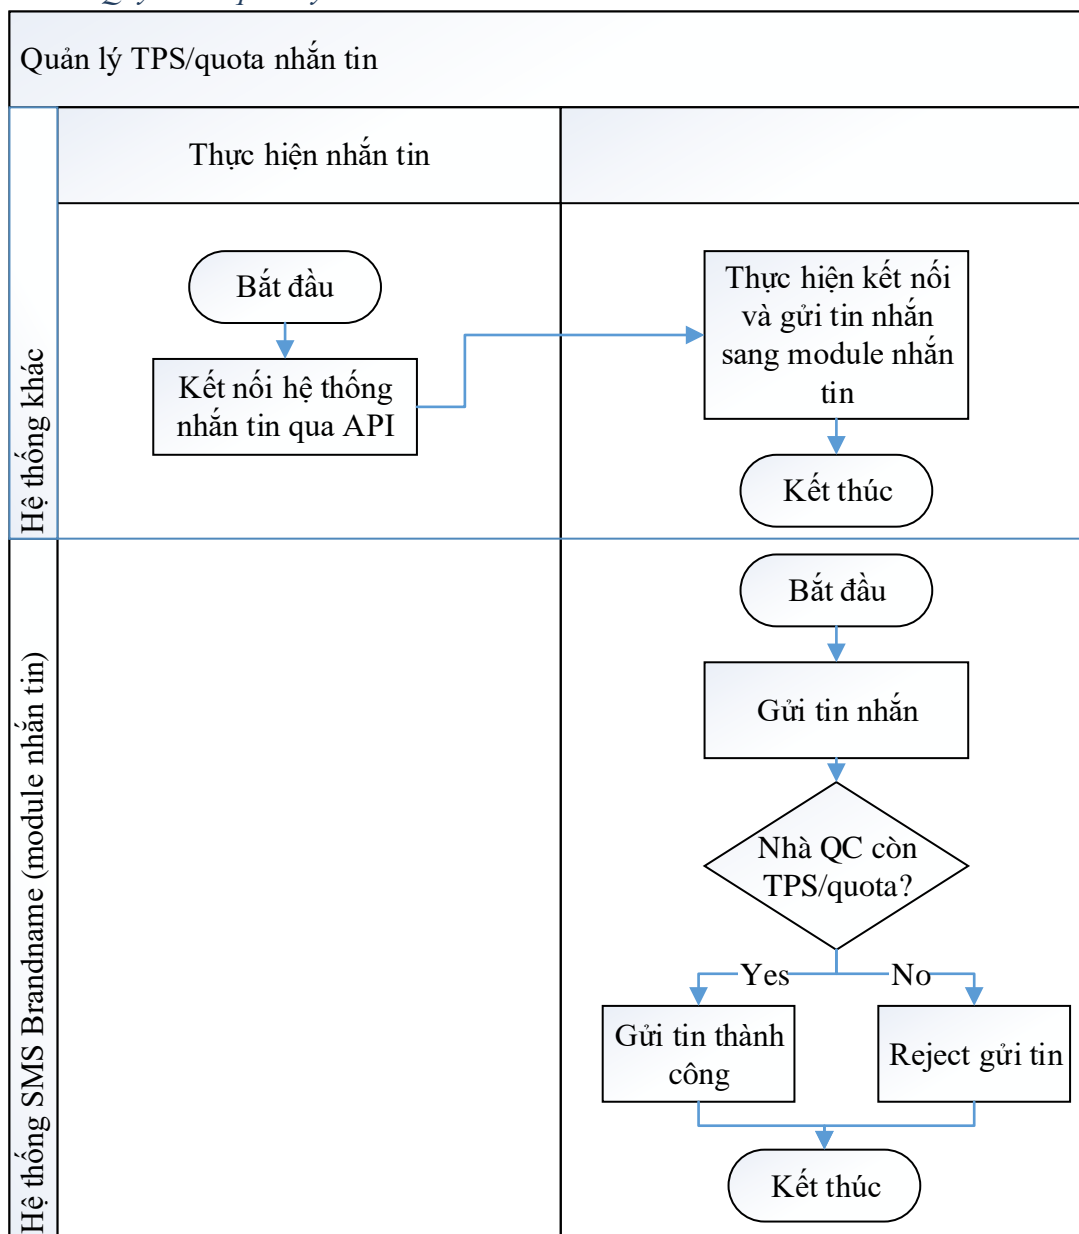 Quản lý TPS/quota nhắn tin
Thực hiện nhắn tin
Hệ thống khác
Bắt đầu
Kết nối hệ thống
nhắn tin qua API
Thực hiện kết nối
và gửi tin nhắn
sang module nhắn
tin
Kết thúc
Hệ thống SMS Brandname (module nhắn tin)
Bắt đầu
Gửi tin nhắn
Nhà QC còn
TPS/quota?
Yes
No
Gửi tin thành
công
Reject gửi tin
Kết thúc